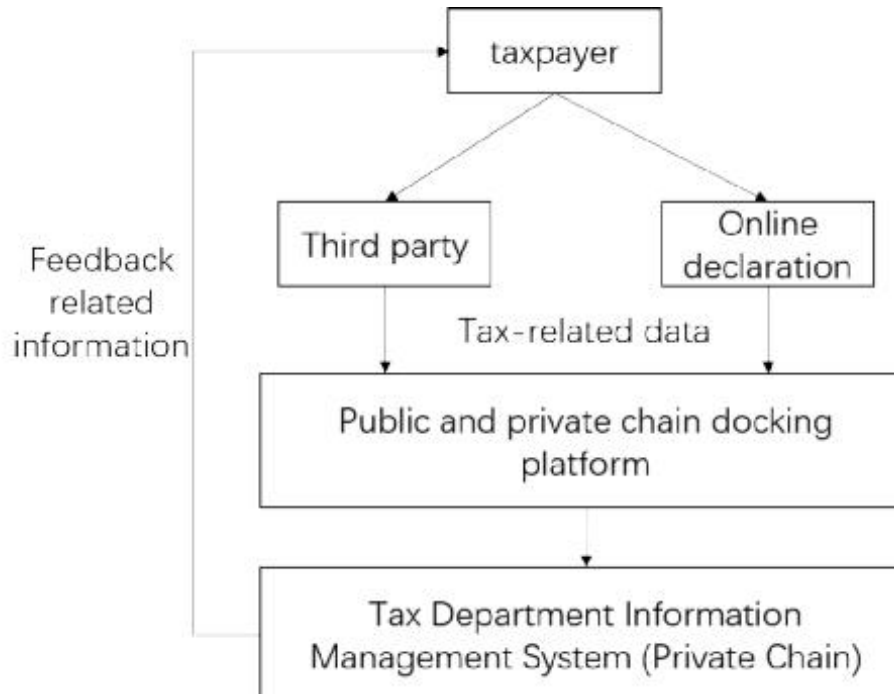 taxpayer
Third party
Online
declaration
Feedback
related
information
Tax-related data
Public and private chain docking
platform
Tax Department Information
Management System (Private Chain)